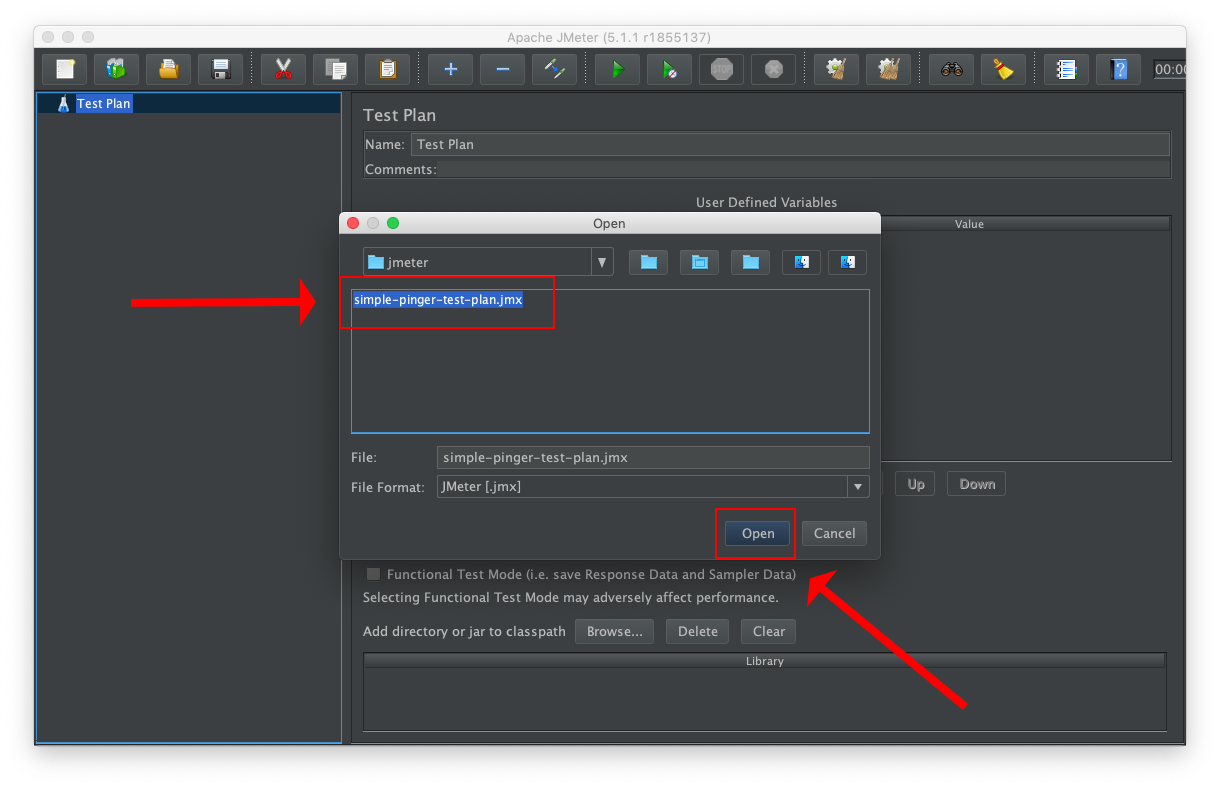 Apache JMeter (5.1.1 r1855137)
STOP
?
00:00
Test Plan
Test Plan
Name: Test Plan
Comments:
User Defined Variables
Value
Open
jmeter
simple-pinger-test-plan.jmx
File: simple-pinger-test-plan.jmx
File Format: JMeter [.jmx]
Up Down
Open Cancel
Functional Test Mode (i.e. save Response Data and Sampler Data)
Selecting Functional Test Mode may adversely affect performance.
Add directory or jar to classpath Browse... Delete Clear
Library